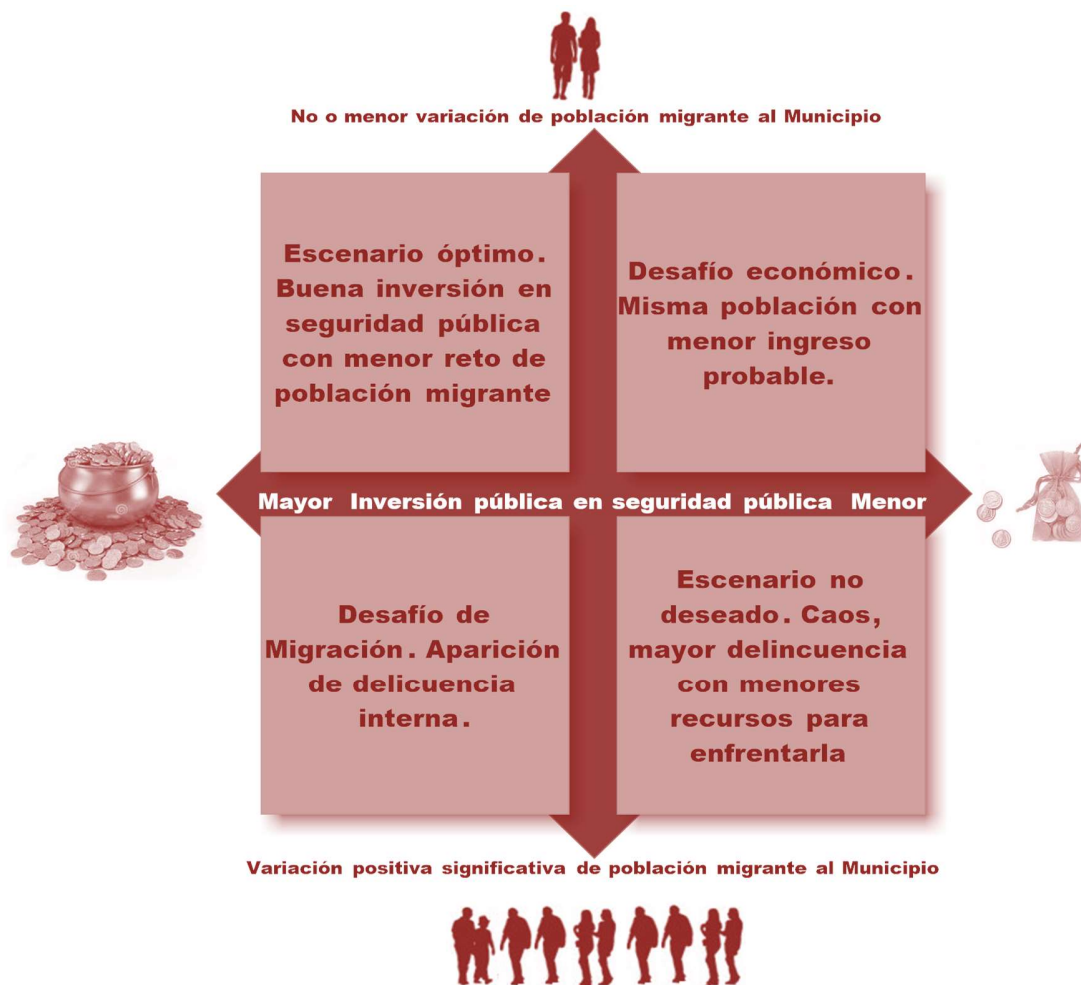 No o menor variación de población migrante al Municipio
Escenario óptimo.
Buena inversión en
seguridad pública
con menor reto de
población migrante
Desafío económico.
Misma población con
menor ingreso
probable.
Mayor Inversión pública en seguridad pública Menor
Desafío de
Migración. Aparición
de delicuencia
interna.
Escenario no
deseado. Caos,
mayor delincuencia
con menores
recursos para
enfrentarla
Variación positiva significativa de población migrante al Municipio